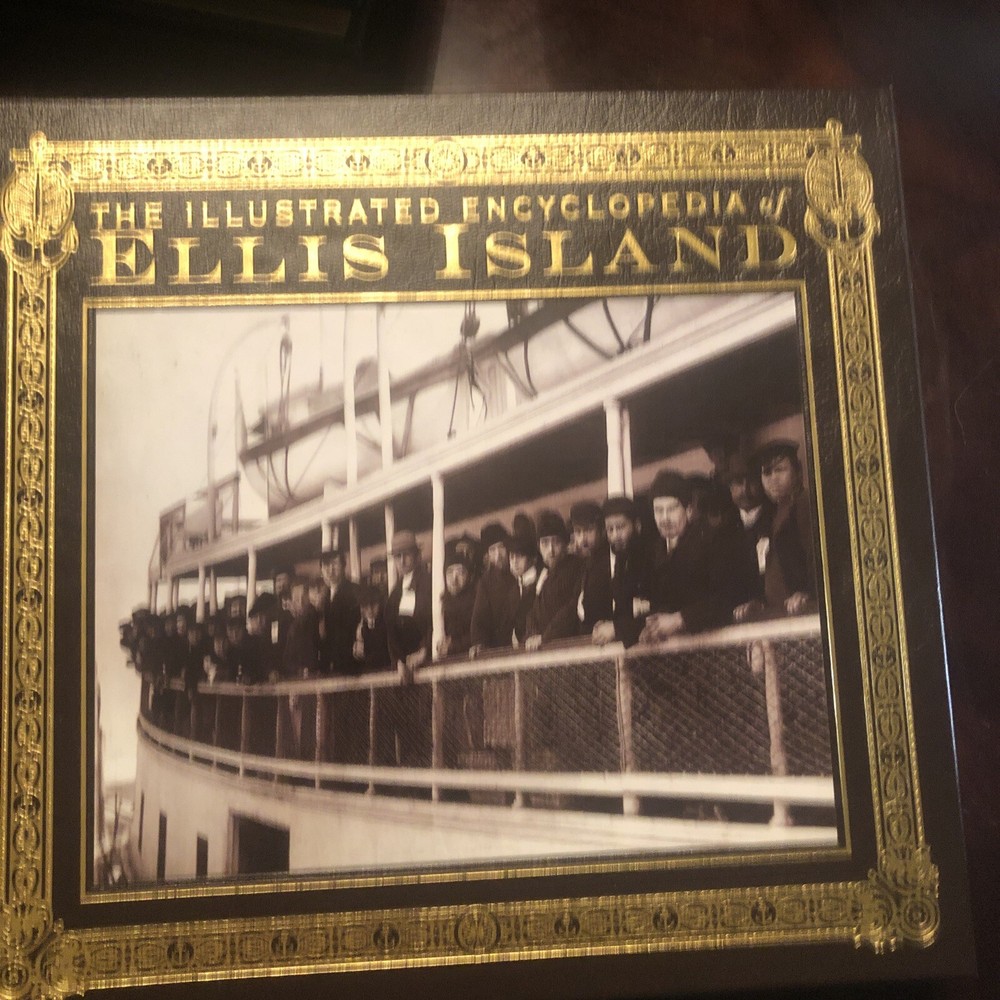 THE ILLUSTRATED ENCYCLOPEDIA of
ELLIS ISLAND